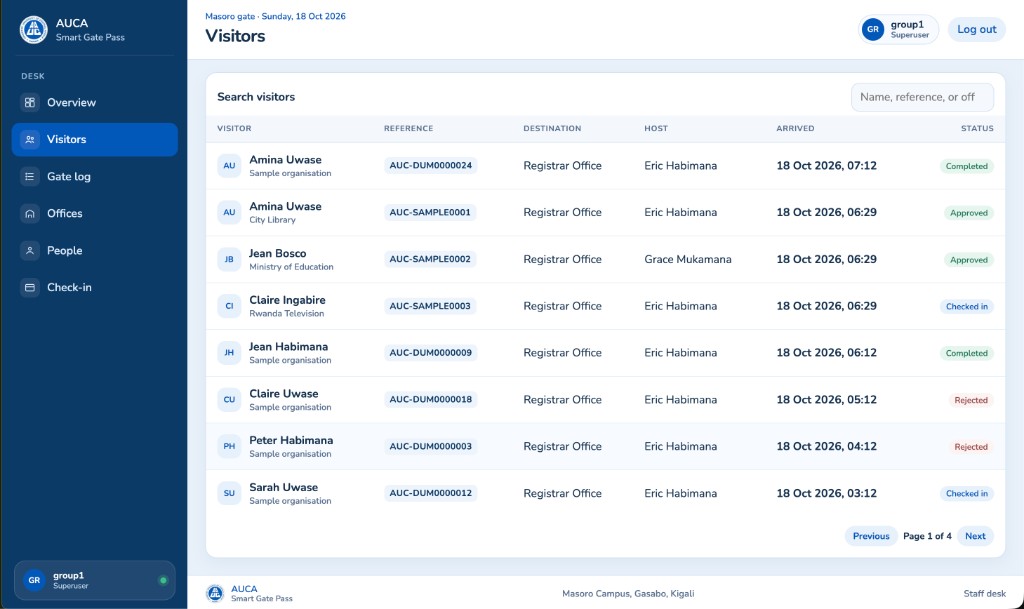 AUCA
Smart Gate Pass
DESK
Overview
Visitors
Gate log
Offices
People
Check-in
GR
group1
Superuser
Masoro gate · Sunday, 18 Oct 2026
Visitors
GR
group1
Superuser
Log out
Search visitors
Name, reference, or off
VISITOR REFERENCE DESTINATION HOST ARRIVED STATUS
AU Amina Uwase AUC-DUM0000024 Registrar Office Eric Habimana 18 Oct 2026, 07:12 Completed
Sample organisation
AU Amina Uwase AUC-SAMPLE0001 Registrar Office Eric Habimana 18 Oct 2026, 06:29 Approved
City Library
JB Jean Bosco AUC-SAMPLE0002 Registrar Office Grace Mukamana 18 Oct 2026, 06:29 Approved
Ministry of Education
CI Claire Ingabire AUC-SAMPLE0003 Registrar Office Eric Habimana 18 Oct 2026, 06:29 Checked in
Rwanda Television
JH Jean Habimana AUC-DUM0000009 Registrar Office Eric Habimana 18 Oct 2026, 06:12 Completed
Sample organisation
CU Claire Uwase AUC-DUM0000018 Registrar Office Eric Habimana 18 Oct 2026, 05:12 Rejected
Sample organisation
PH Peter Habimana AUC-DUM0000003 Registrar Office Eric Habimana 18 Oct 2026, 04:12 Rejected
Sample organisation
SU Sarah Uwase AUC-DUM0000012 Registrar Office Eric Habimana 18 Oct 2026, 03:12 Checked in
Sample organisation
Previous Page 1 of 4 Next
AUCA
Smart Gate Pass
Masoro Campus, Gasabo, Kigali
Staff desk